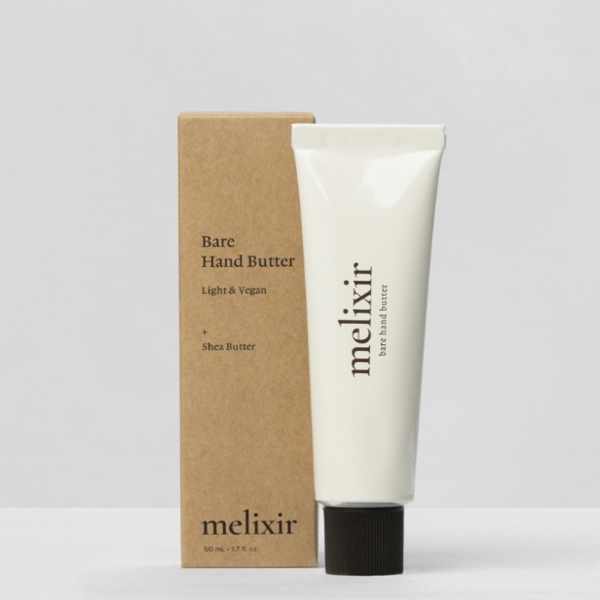 Bare
Hand Butter
Light & Vegan
+
Shea Butter
melixir
50 mL • 1.7 fl oz.
melixir
bare hand butter